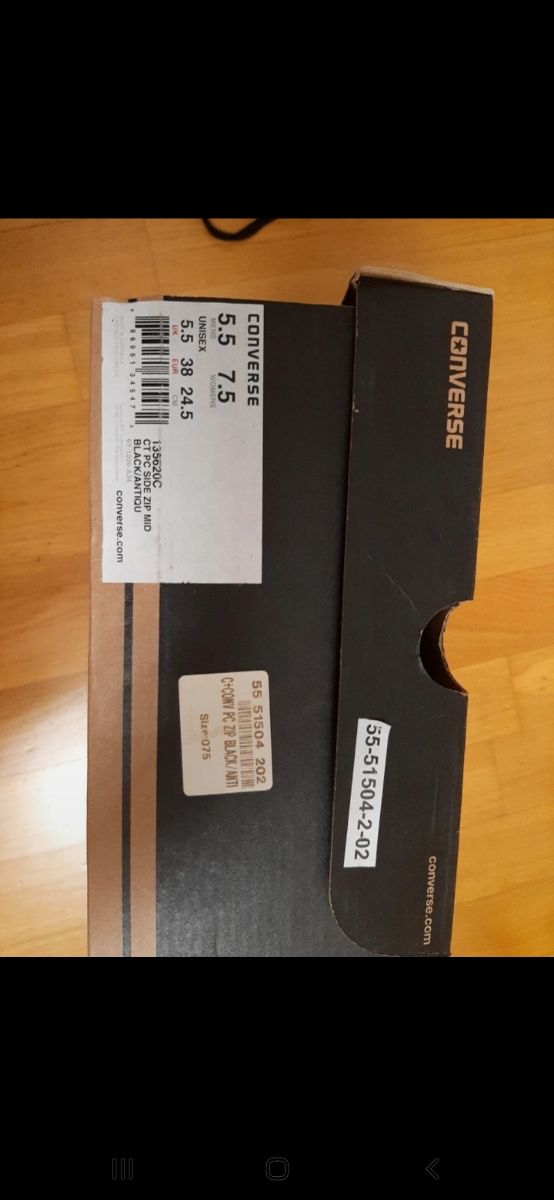 CONVERSE
converse.com
55-51504-2-02
CONVERSE
MENS WOMENS
5.5 7.5
UNISEX
5.5 38 24.5
UK EUR CM
135620C
CT PC SIDE ZIP MID
BLACK/ANTIQU
converse.com
55 51504 202
C+CONV PC ZIP BLACK/ANTI
Size:075